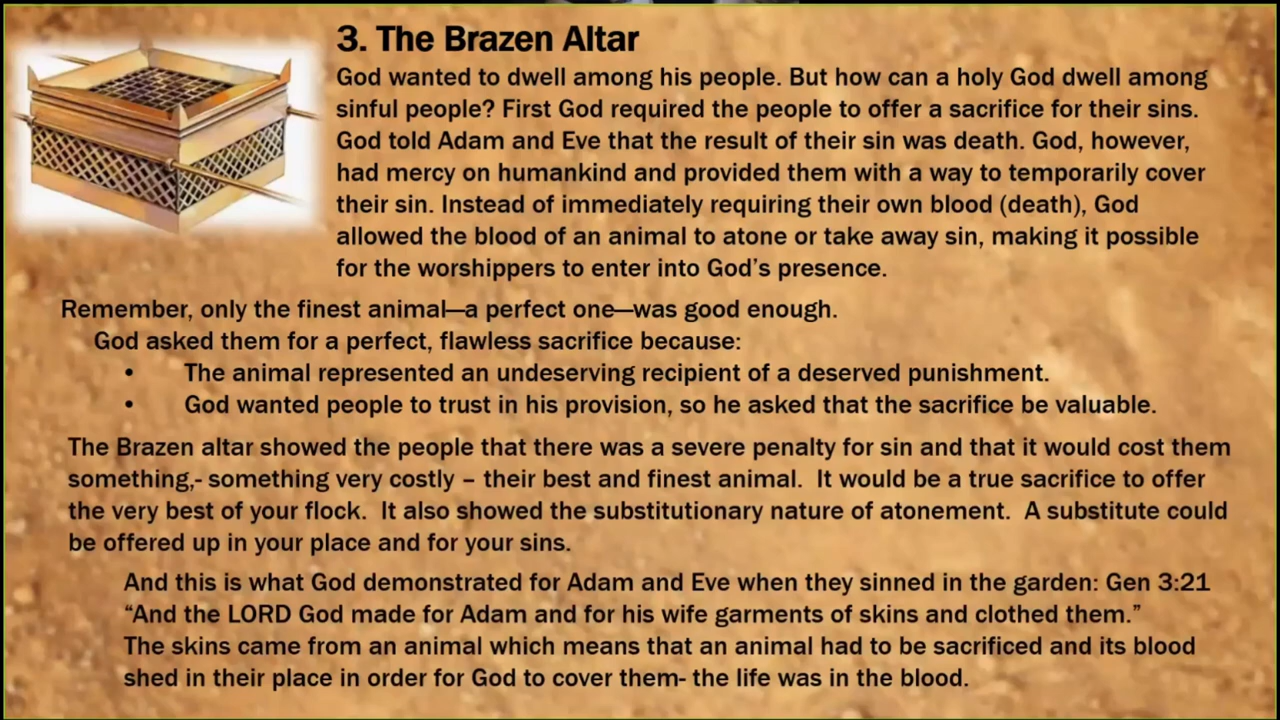 3. The Brazen Altar
God wanted to dwell among his people. But how can a holy God dwell among
sinful people? First God required the people to offer a sacrifice for their sins.
God told Adam and Eve that the result of their sin was death. God, however,
had mercy on humankind and provided them with a way to temporarily cover
their sin. Instead of immediately requiring their own blood (death), God
allowed the blood of an animal to atone or take away sin, making it possible
for the worshippers to enter into God’s presence.
Remember, only the finest animal—a perfect one—was good enough.
God asked them for a perfect, flawless sacrifice because:
• The animal represented an undeserving recipient of a deserved punishment.
• God wanted people to trust in his provision, so he asked that the sacrifice be valuable.
The Brazen altar showed the people that there was a severe penalty for sin and that it would cost them
something,- something very costly – their best and finest animal.  It would be a true sacrifice to offer
the very best of your flock.  It also showed the substitutionary nature of atonement.  A substitute could
be offered up in your place and for your sins.
And this is what God demonstrated for Adam and Eve when they sinned in the garden: Gen 3:21
“And the LORD God made for Adam and for his wife garments of skins and clothed them.”
The skins came from an animal which means that an animal had to be sacrificed and its blood
shed in their place in order for God to cover them- the life was in the blood.